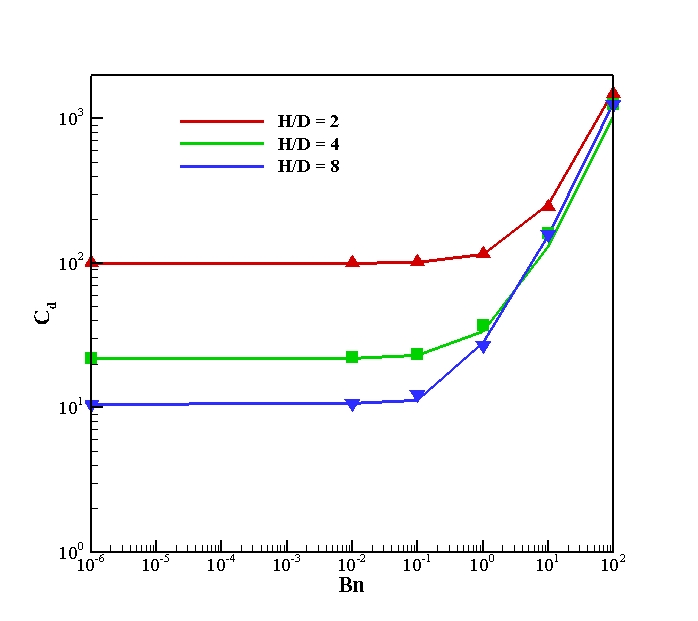 10³
10²
10¹
10⁰
C_d
H/D = 2
H/D = 4
H/D = 8
10⁻⁶ 10⁻⁵ 10⁻⁴ 10⁻³ 10⁻² 10⁻¹ 10⁰ 10¹ 10²
Bn